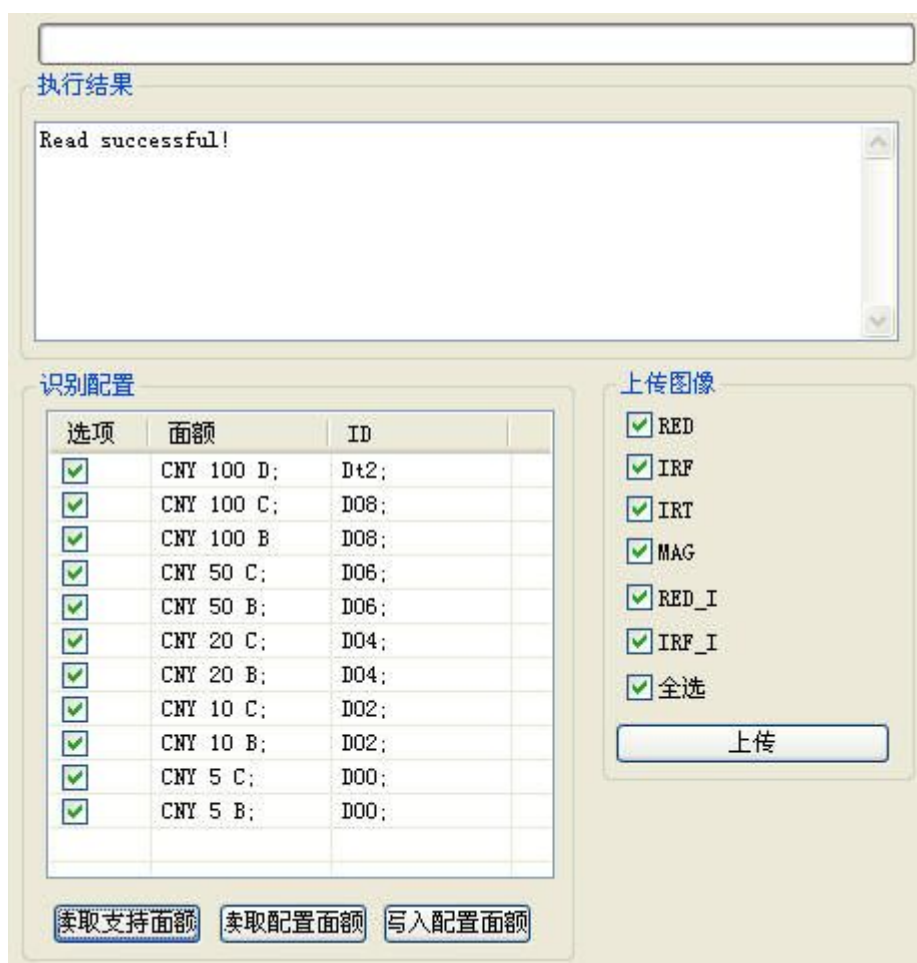 执行结果
Read successful!
识别配置
选项 面额 ID
CNY 100 D; Dt2;
CNY 100 C; D08;
CNY 100 B D08;
CNY 50 C; D06;
CNY 50 B; D06;
CNY 20 C; D04;
CNY 20 B; D04;
CNY 10 C; D02;
CNY 10 B; D02;
CNY 5 C; D00;
CNY 5 B; D00;
读取支持面额 读取配置面额 写入配置面额
上传图像
RED
IRF
IRT
MAG
RED_I
IRF_I
全选
上传